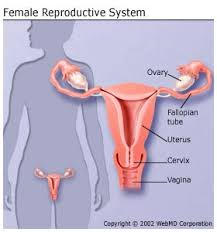 Female Reproductive System
Ovary
Fallopian
tube
Uterus
Cervix
Vagina
Copyright © 2002 WebMD Corporation